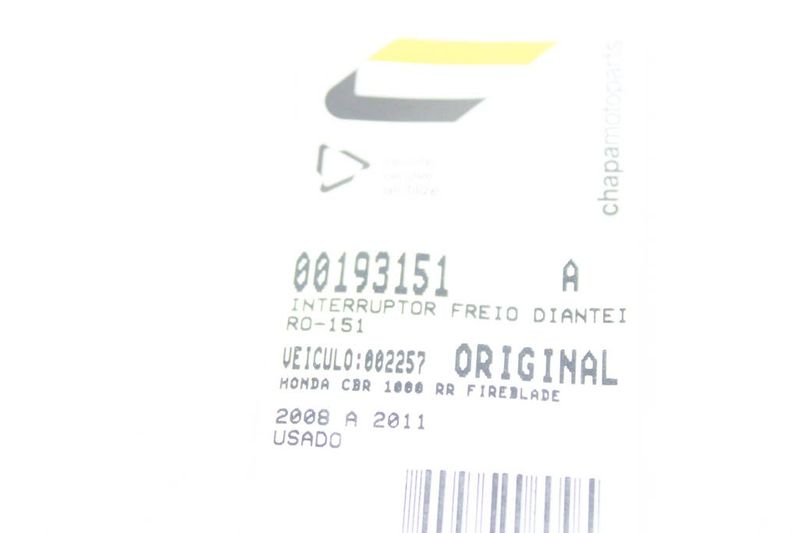 chapamotoparts
00193151 A
INTERRUPTOR FREIO DIANTEI
RO-151
VEICULO:002257 ORIGINAL
HONDA CBR 1000 RR FIREBLADE
2008 A 2011
USADO